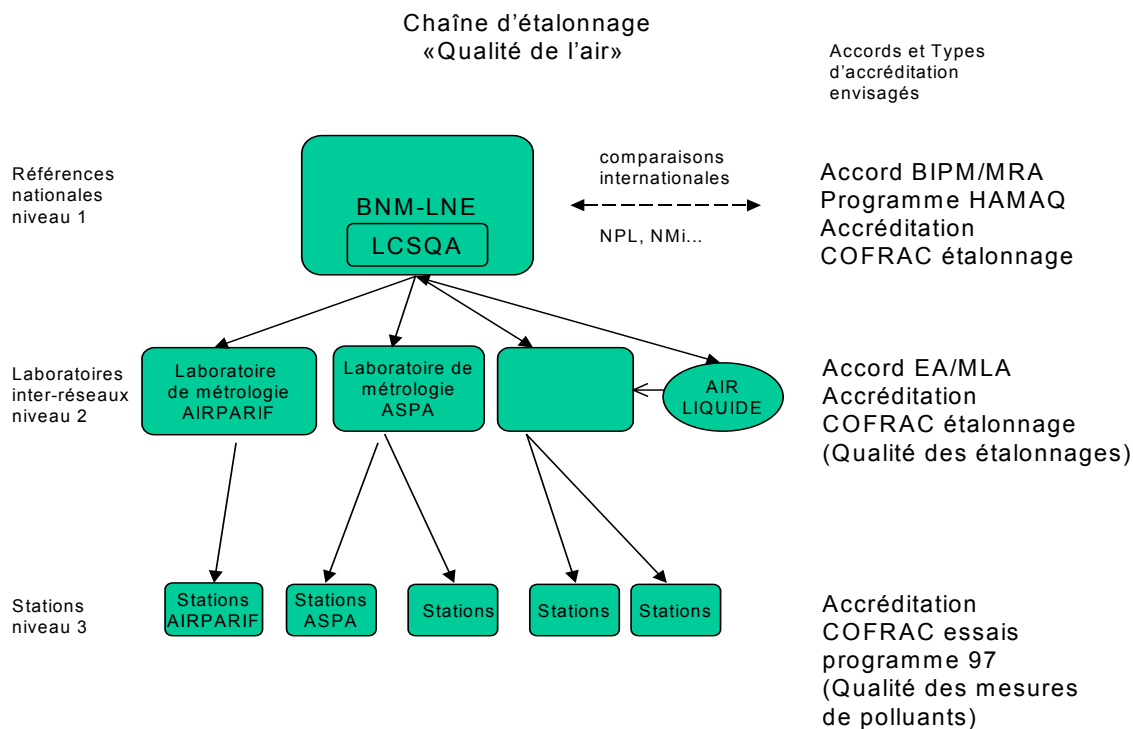 Chaîne d’étalonnage
«Qualité de l’air»
Accords et Types
d’accréditation
envisagés
Références
nationales
niveau 1
BNM-LNE
LCSQA
comparaisons
internationales
NPL, NMi...
Accord BIPM/MRA
Programme HAMAQ
Accréditation
COFRAC étalonnage
Laboratoires
inter-réseaux
niveau 2
Laboratoire
de métrologie
AIRPARIF
Laboratoire de
métrologie
ASPA
AIR
LIQUIDE
Accord EA/MLA
Accréditation
COFRAC étalonnage
(Qualité des étalonnages)
Stations
niveau 3
Stations
AIRPARIF
Stations
ASPA
Stations
Stations
Stations
Accréditation
COFRAC essais
programme 97
(Qualité des mesures
de polluants)